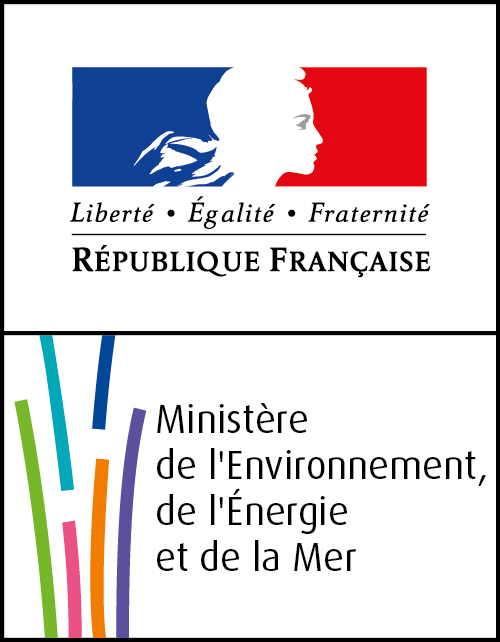 Liberté • Égalité • Fraternité
RÉPUBLIQUE FRANÇAISE
Ministère
de l'Environnement,
de l'Énergie
et de la Mer